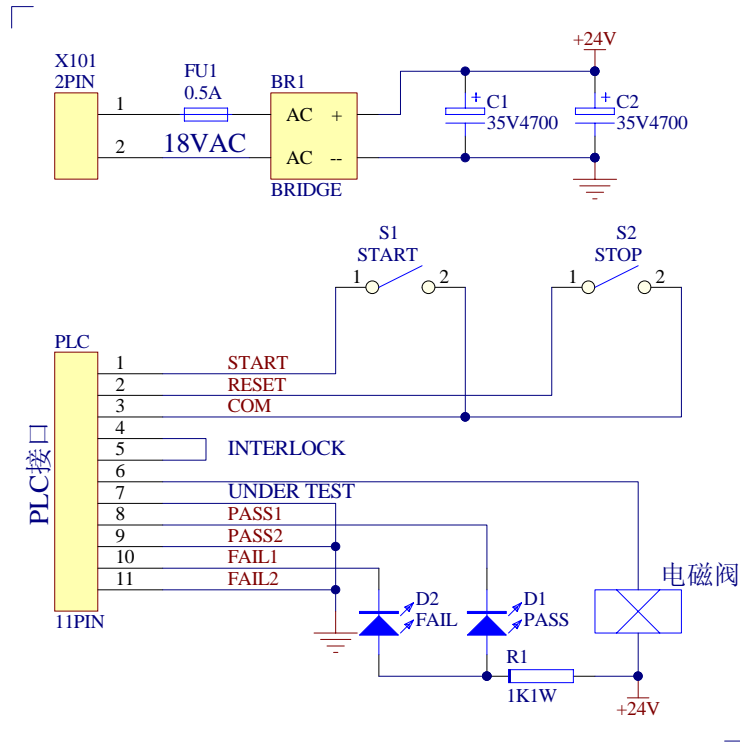 +24V
X101
2PIN
FU1
0.5A
BR1
1
AC +
C1
35V4700
+
C2
35V4700
+
2
18VAC
AC --
BRIDGE
S1
START
1
2
S2
STOP
1
2
PLC
PLC接口
1
START
2
RESET
3
COM
4
5
INTERLOCK
6
7
UNDER TEST
8
PASS1
9
PASS2
10
FAIL1
11
FAIL2
11PIN
D2
FAIL
D1
PASS
电磁阀
R1
1K1W
+24V